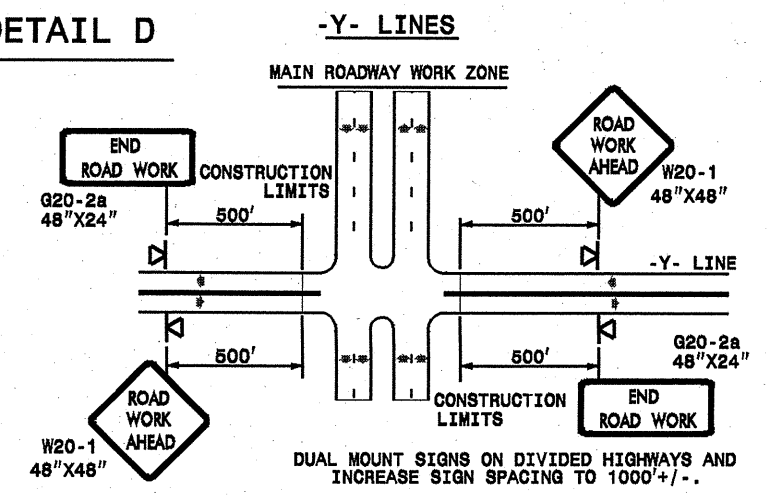 DETAIL D
-Y- LINES
MAIN ROADWAY WORK ZONE
END
ROAD WORK
G20-2a
48"X24"
CONSTRUCTION
LIMITS
500'
ROAD
WORK
AHEAD
W20-1
48"X48"
500'
-Y- LINE
500'
ROAD
WORK
AHEAD
W20-1
48"X48"
500'
G20-2a
48"X24"
CONSTRUCTION
LIMITS
END
ROAD WORK
DUAL MOUNT SIGNS ON DIVIDED HIGHWAYS AND
INCREASE SIGN SPACING TO 1000'+/-.